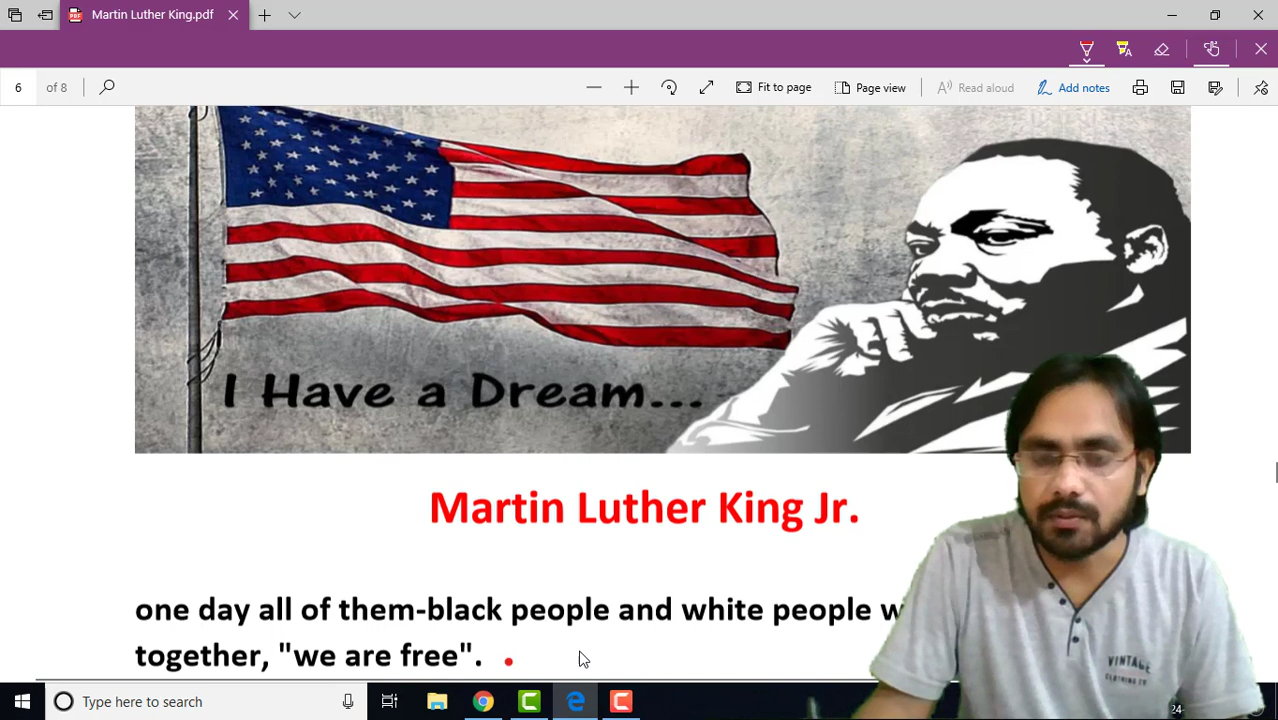 Martin Luther King.pdf
6 of 8 Fit to page Page view Read aloud Add notes
I Have a Dream...
Martin Luther King Jr.
one day all of them-black people and white people
together, "we are free".
VINTAGE
CLOTHING
Type here to search
24-